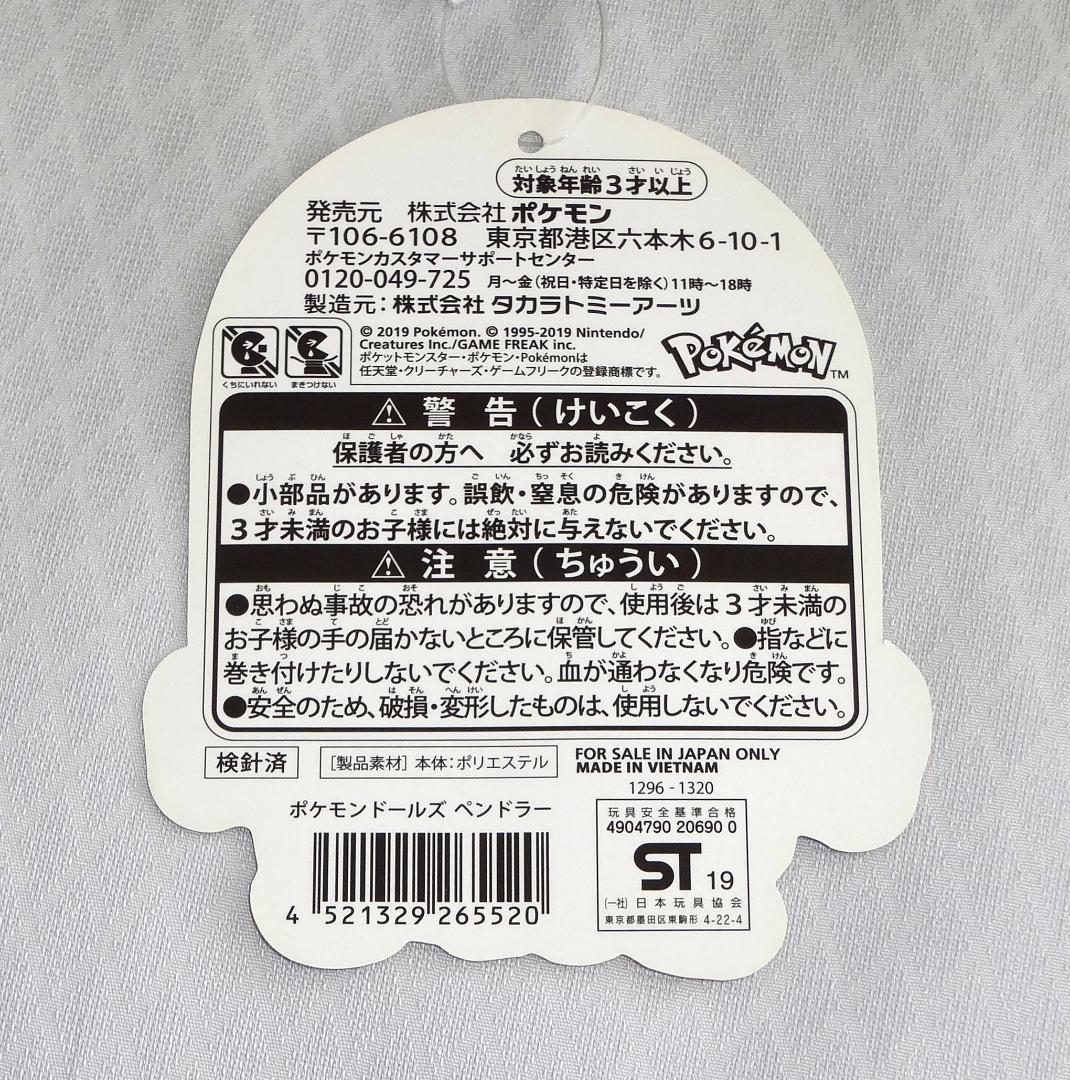 対象年齢3才以上
発売元 株式会社ポケモン
〒106-6108 東京都港区六本木6-10-1
ポケモンカスタマーサポートセンター
0120-049-725 月〜金(祝日・特定日を除く)11時〜18時
製造元:株式会社タカラトミーアーツ
くちにいれない まきつけない
© 2019 Pokémon. © 1995-2019 Nintendo/
Creatures Inc./GAME FREAK inc.
ポケットモンスター・ポケモン・Pokémonは
任天堂・クリーチャーズ・ゲームフリークの登録商標です。
POKéMON™
⚠警告(けいこく)
保護者の方へ 必ずお読みください。
●小部品があります。誤飲・窒息の危険がありますので、
3才未満のお子様には絶対に与えないでください。
⚠注意(ちゅうい)
●思わぬ事故の恐れがありますので、使用後は3才未満の
お子様の手の届かないところに保管してください。●指などに
巻き付けたりしないでください。血が通わなくなり危険です。
●安全のため、破損・変形したものは、使用しないでください。
検針済
[製品素材]本体:ポリエステル
FOR SALE IN JAPAN ONLY
MADE IN VIETNAM
1296-1320
ポケモンドールズ ペンドラー
4 521329 265520
玩具安全基準合格
4904790 20690 0
ST 19
(一社)日本玩具協会
東京都墨田区東駒形 4-22-4